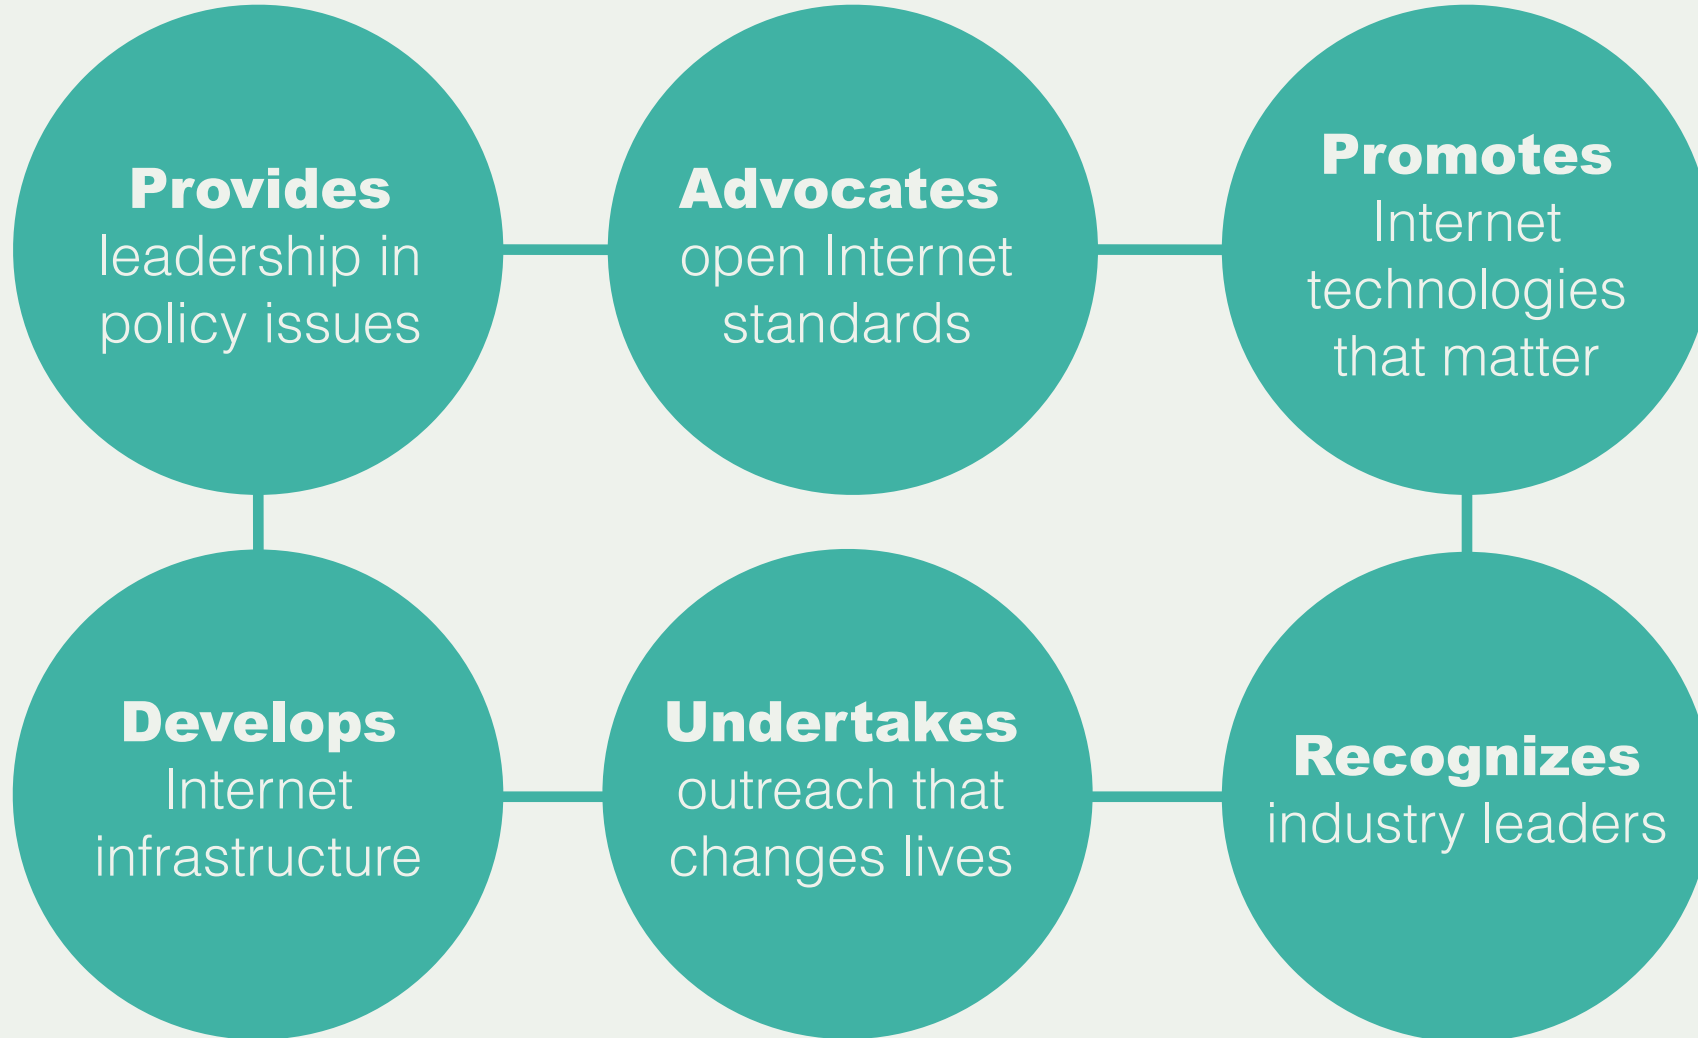 Provides
leadership in
policy issues
Advocates
open Internet
standards
Promotes
Internet
technologies
that matter
Develops
Internet
infrastructure
Undertakes
outreach that
changes lives
Recognizes
industry leaders